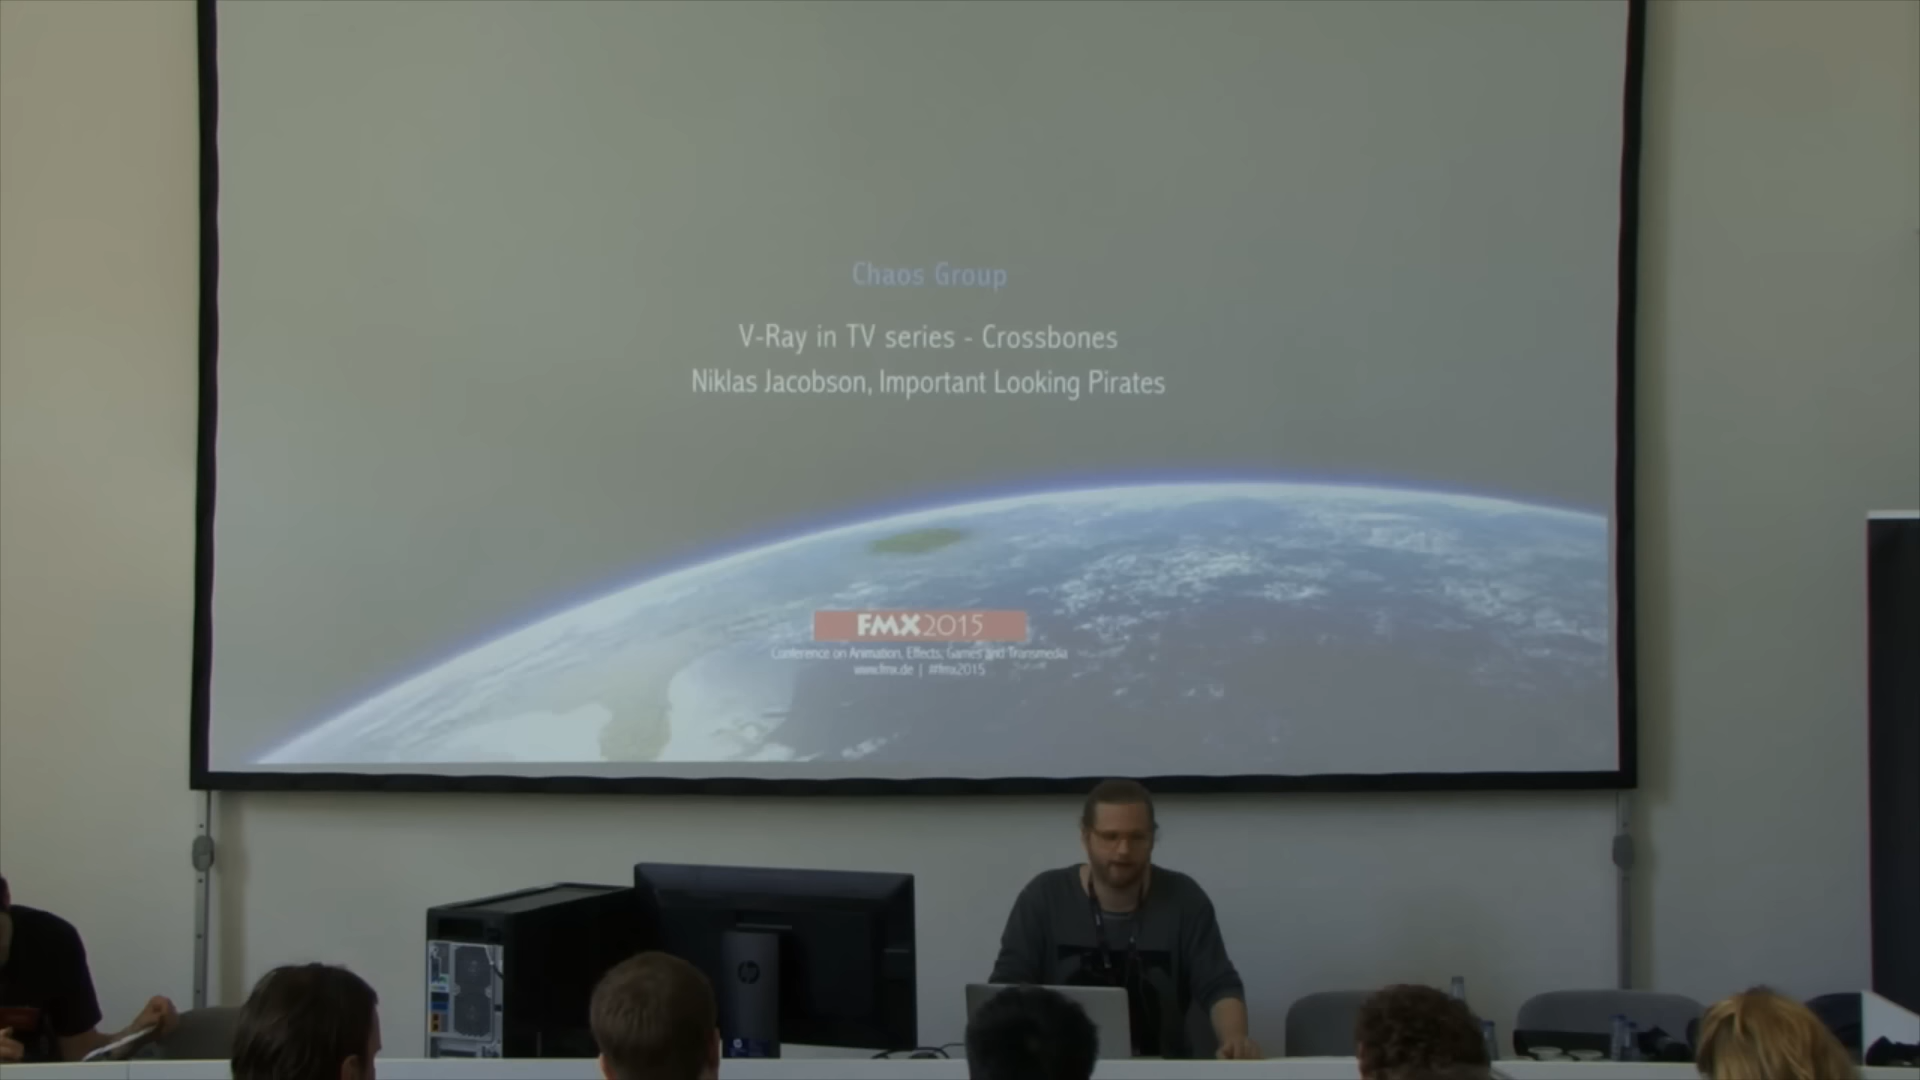 Chaos Group
V-Ray in TV series - Crossbones
Niklas Jacobson, Important Looking Pirates
FMX2015
Conference on Animation, Effects, Games and Transmedia
www.fmx.de | #fmx2015
hp